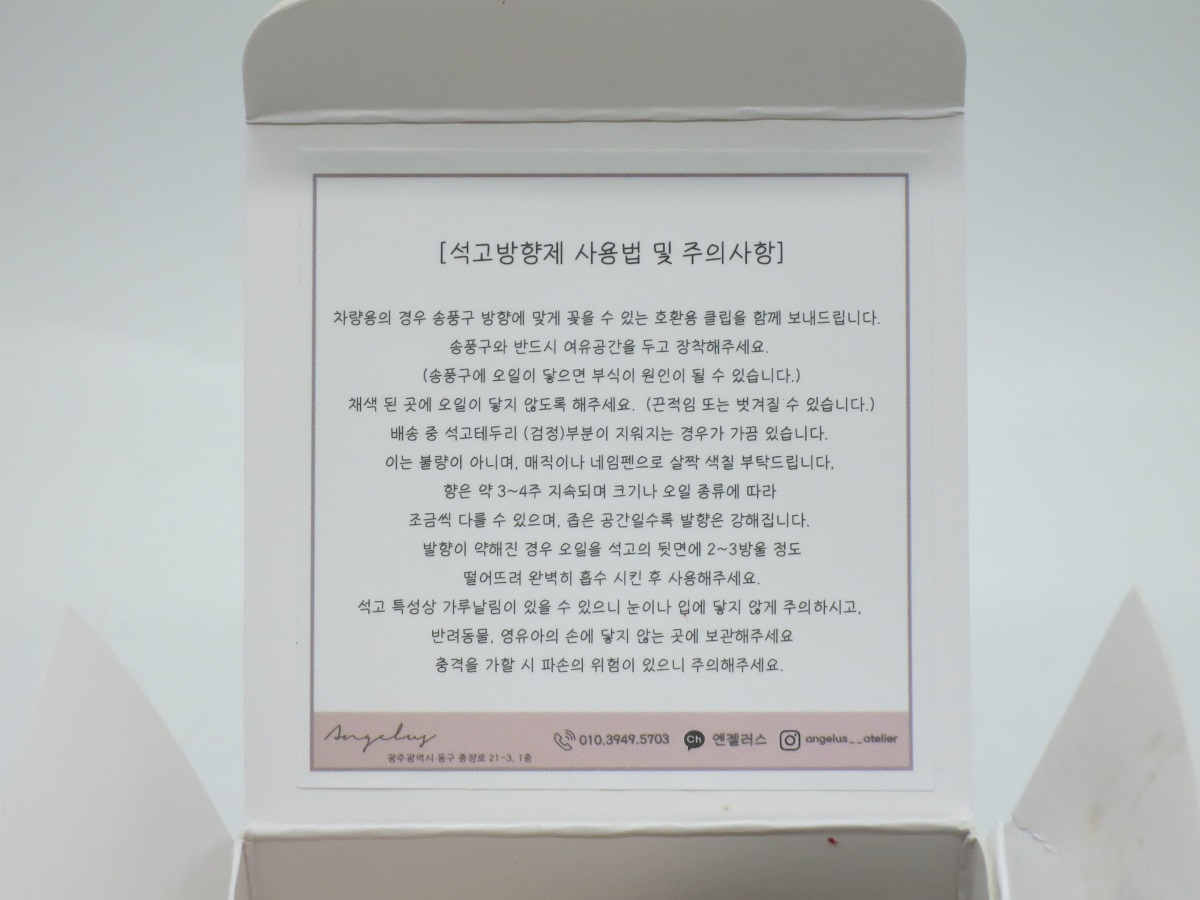 [석고방향제 사용법 및 주의사항]
차량용의 경우 송풍구 방향에 맞게 꽂을 수 있는 호환용 클립을 함께 보내드립니다.
송풍구와 반드시 여유공간을 두고 장착해주세요.
(송풍구에 오일이 닿으면 부식이 원인이 될 수 있습니다.)
채색 된 곳에 오일이 닿지 않도록 해주세요. (끈적임 또는 벗겨질 수 있습니다.)
배송 중 석고테두리 (검정)부분이 지워지는 경우가 가끔 있습니다.
이는 불량이 아니며, 매직이나 네임펜으로 살짝 색칠 부탁드립니다.
향은 약 3~4주 지속되며 크기나 오일 종류에 따라
조금씩 다를 수 있으며, 좁은 공간일수록 발향은 강해집니다.
발향이 약해진 경우 오일을 석고의 뒷면에 2~3방울 정도
떨어뜨려 완벽히 흡수 시킨 후 사용해주세요.
석고 특성상 가루날림이 있을 수 있으니 눈이나 입에 닿지 않게 주의하시고,
반려동물, 영유아의 손에 닿지 않는 곳에 보관해주세요
충격을 가할 시 파손의 위험이 있으니 주의해주세요.
Angelus
광주광역시 동구 충장로 21-3, 1층
010.3949.5703 Ch 엔젤러스 angelus__atelier